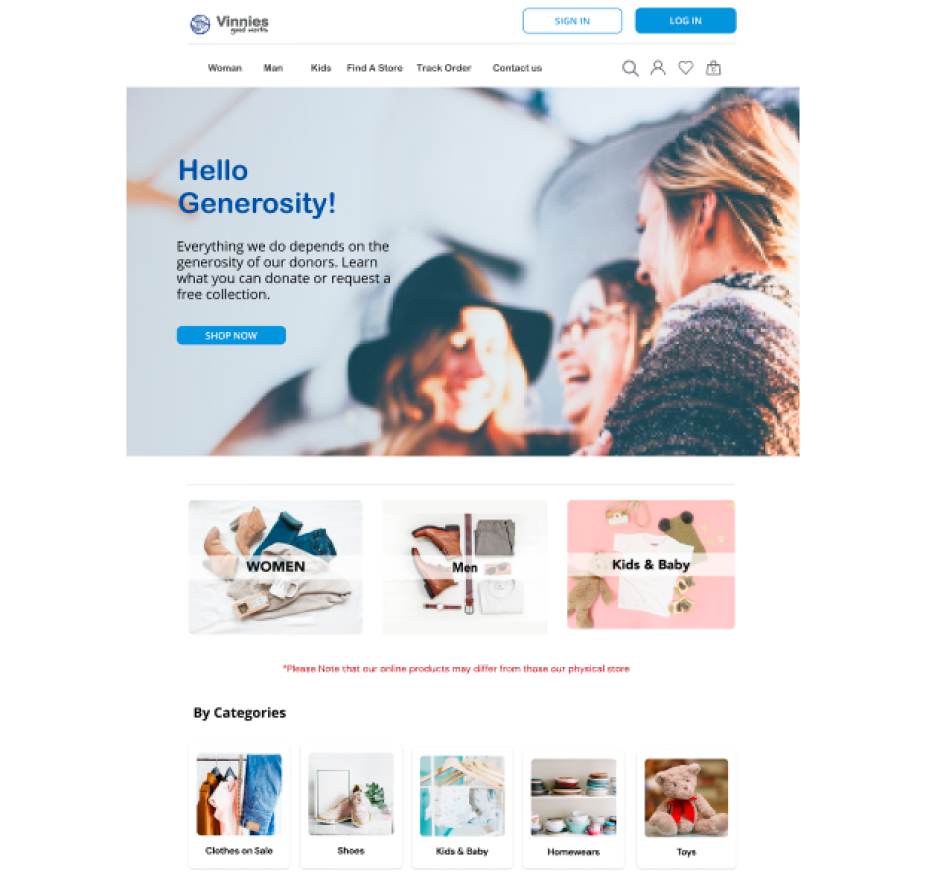 Vinnies
good works
SIGN IN
LOG IN
Woman Man Kids Find A Store Track Order Contact us
0
Hello
Generosity!
Everything we do depends on the
generosity of our donors. Learn
what you can donate or request a
free collection.
SHOP NOW
WOMEN
Men
Kids & Baby
*Please Note that our online products may differ from those our physical store
By Categories
Clothes on Sale
Shoes
Kids & Baby
Homewears
Toys